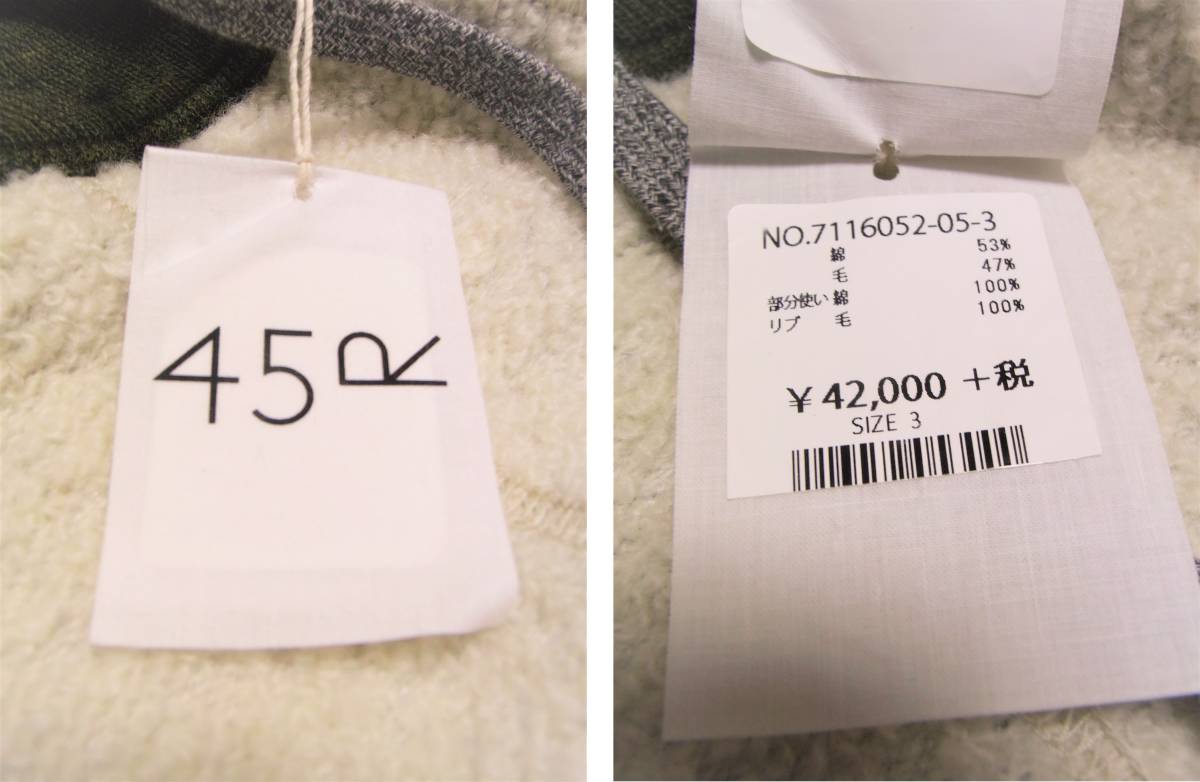 45R
NO.7116052-05-3
綿 53%
毛 47%
部分使い 綿 100%
リブ 毛 100%
¥42,000 +税
SIZE 3